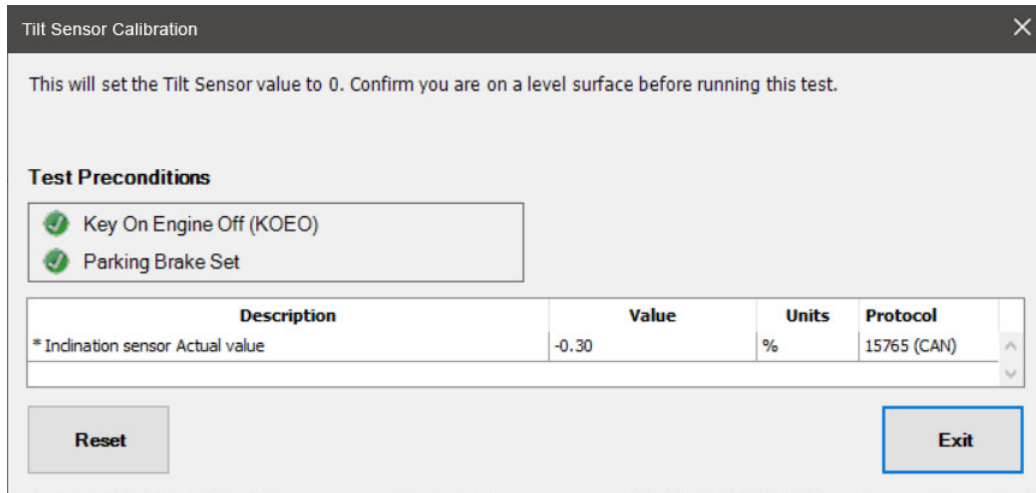 Tilt Sensor Calibration
This will set the Tilt Sensor value to 0. Confirm you are on a level surface before running this test.
Test Preconditions
Key On Engine Off (KOEO)
Parking Brake Set
Description Value Units Protocol
* Inclination sensor Actual value -0.30 % 15765 (CAN)
Reset Exit